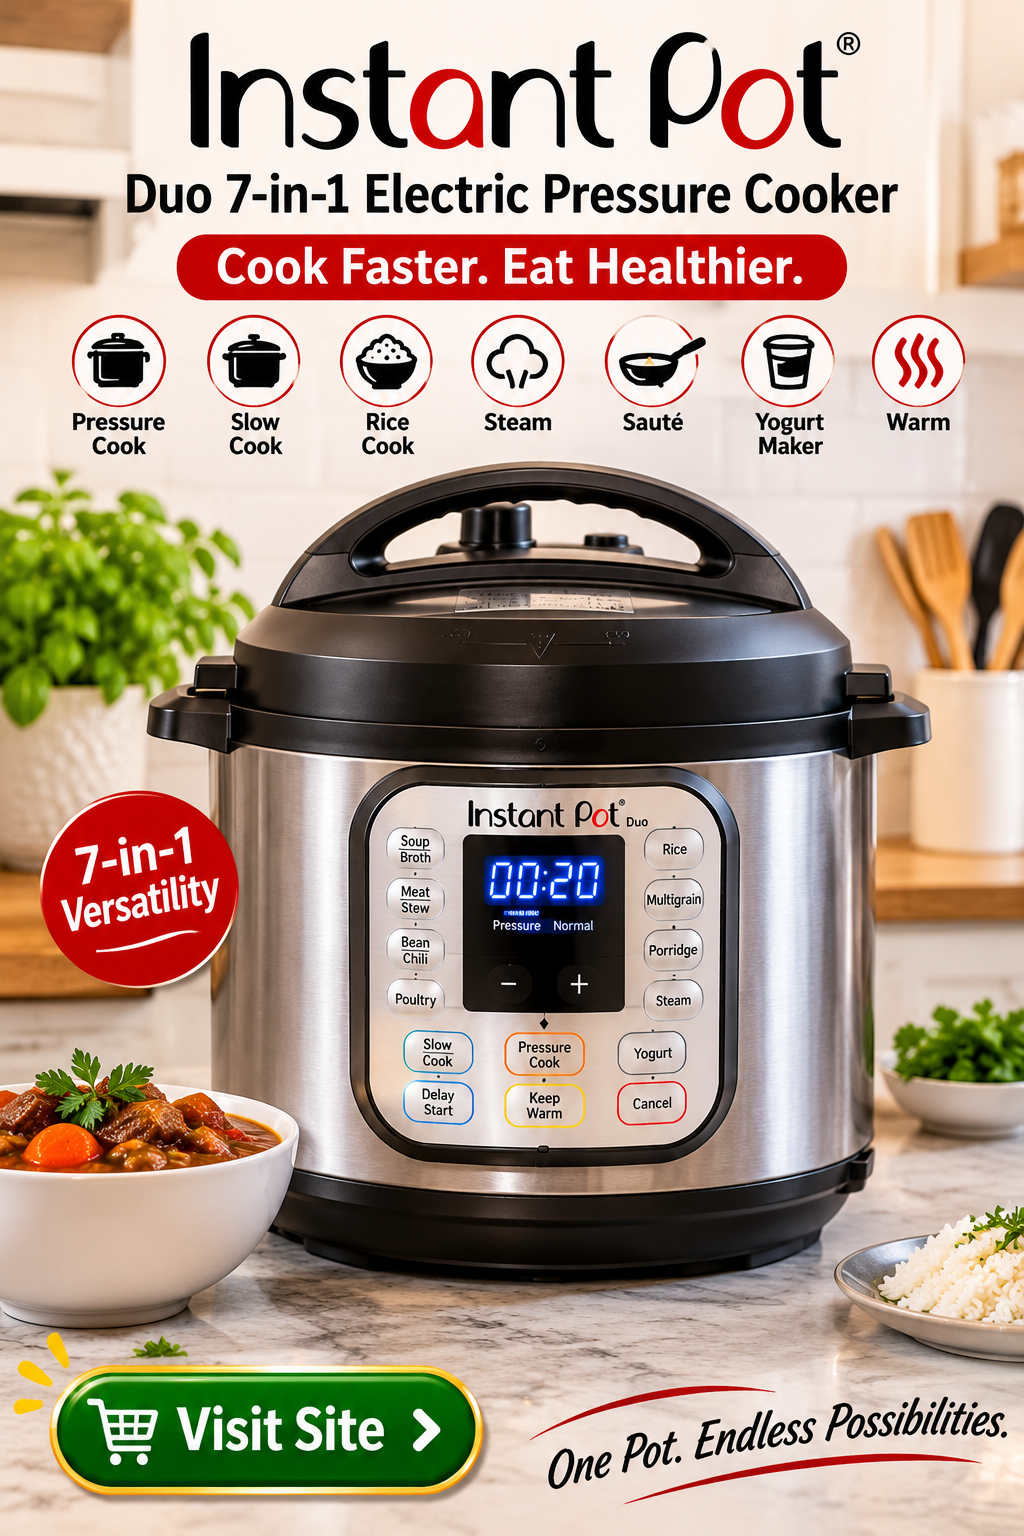 Instant Pot®
Duo 7-in-1 Electric Pressure Cooker
Cook Faster. Eat Healthier.
Pressure
Cook
Slow
Cook
Rice
Cook
Steam
Sauté
Yogurt
Maker
Warm
7-in-1
Versatility
Instant Pot® Duo
Soup
Broth
Meat
Stew
Bean
Chili
Poultry
00:20
Pressure Normal
− +
Rice
Multigrain
Porridge
Steam
Slow
Cook
Pressure
Cook
Yogurt
Delay
Start
Keep
Warm
Cancel
Visit Site
One Pot. Endless Possibilities.